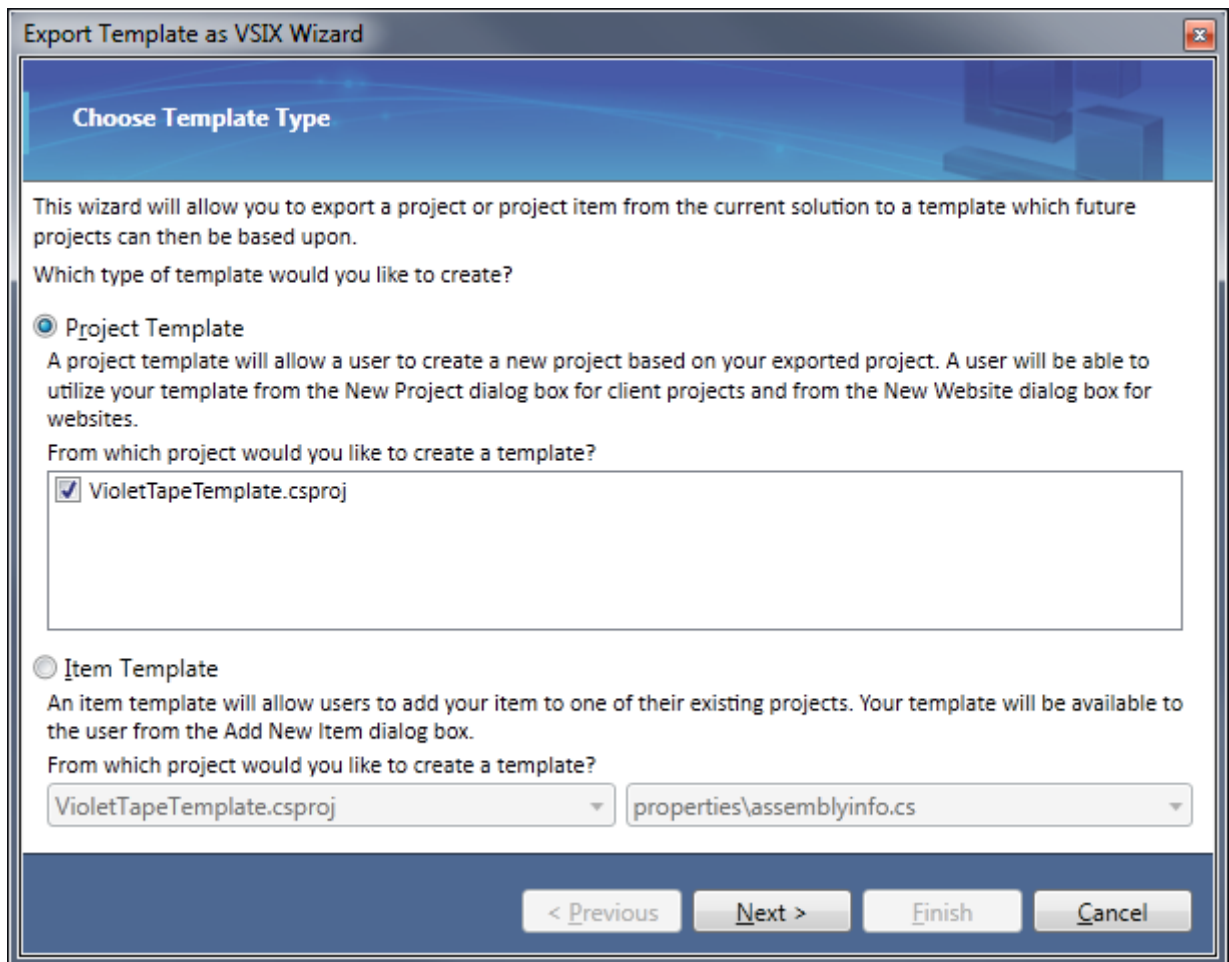 Export Template as VSIX Wizard
Choose Template Type
This wizard will allow you to export a project or project item from the current solution to a template which future
projects can then be based upon.
Which type of template would you like to create?
Project Template
A project template will allow a user to create a new project based on your exported project. A user will be able to
utilize your template from the New Project dialog box for client projects and from the New Website dialog box for
websites.
From which project would you like to create a template?
VioletTapeTemplate.csproj
Item Template
An item template will allow users to add your item to one of their existing projects. Your template will be available to
the user from the Add New Item dialog box.
From which project would you like to create a template?
VioletTapeTemplate.csproj properties\assemblyinfo.cs
< Previous Next > Finish Cancel